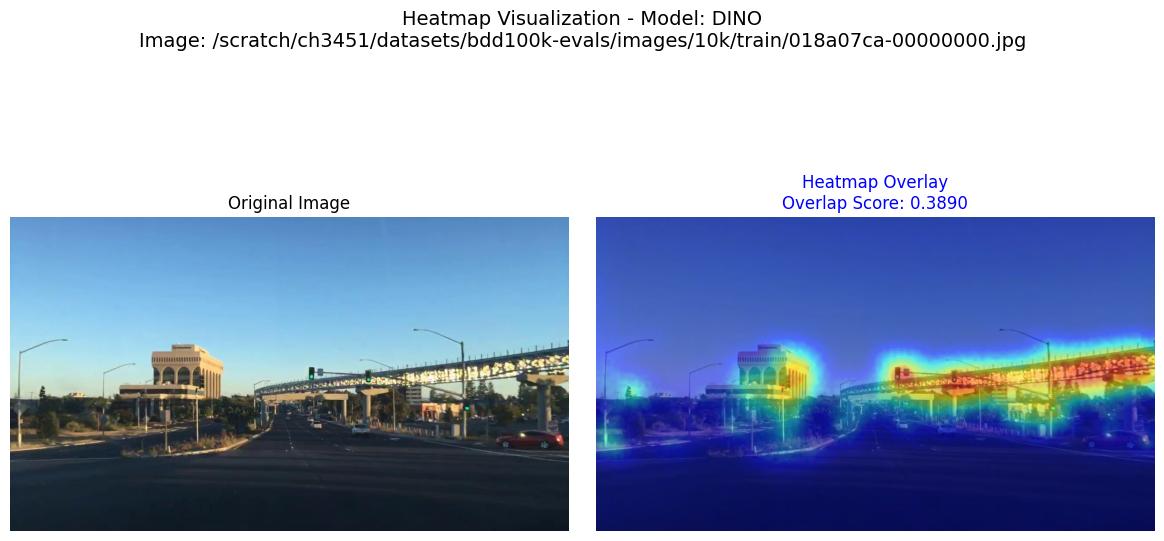 Heatmap Visualization - Model: DINO
Image: /scratch/ch3451/datasets/bdd100k-evals/images/10k/train/018a07ca-00000000.jpg
Original Image
Heatmap Overlay
Overlap Score: 0.3890